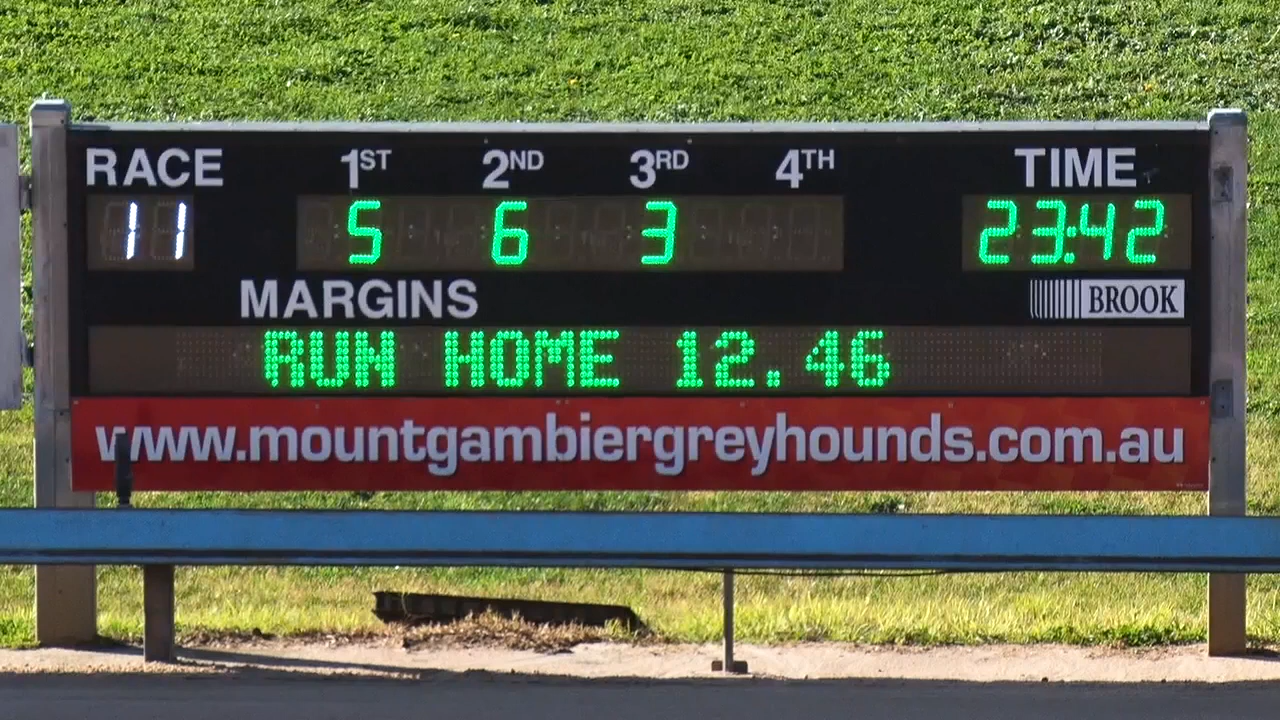 RACE 1ST 2ND 3RD 4TH TIME
11 5 6 3 23:42
MARGINS BROOK
RUN HOME 12.46
www.mountgambiergreyhounds.com.au